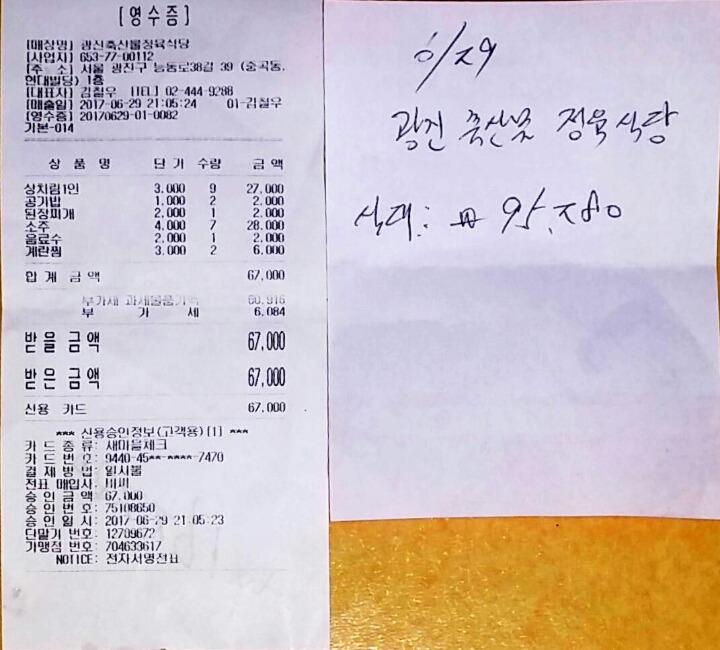 [영수증]
[매장명] 광진축산물정육식당
[사업자] 653-77-00112
[주 소] 서울 광진구 능동로38길 39 (중곡동,
현대빌딩) 1층
[대표자] 김철우 [TEL] 02-444-9288
[매출일] 2017-06-29 21:05:24 01-김철우
[영수증] 20170629-01-0082
기본-014
상 품 명 단 가 수량 금 액
상치림1인 3,000 9 27,000
공기밥 1,000 2 2,000
된장찌개 2,000 1 2,000
소주 4,000 7 28,000
음료수 2,000 1 2,000
계란찜 3,000 2 6,000
합 계 금 액 67,000
부가세 과세물품가액 60,916
부 가 세 6,084
받을 금액 67,000
받은 금액 67,000
신용 카드 67,000
*** 신용승인정보(고객용) [1] ***
카 드 종 류: 새마을체크
카 드 번 호: 9440-45**-****-7470
결 제 방 법: 일시불
전표 매입사: 비씨
승 인 금 액: 67,000
승 인 번 호: 75108650
승 인 일 시: 2017-06-29 21:05:23
단말기 번호: 12709672
가맹점 번호: 704633617
NOTICE: 전자서명전표
6/29
광진 축산물 정육식당
식대: 95,280